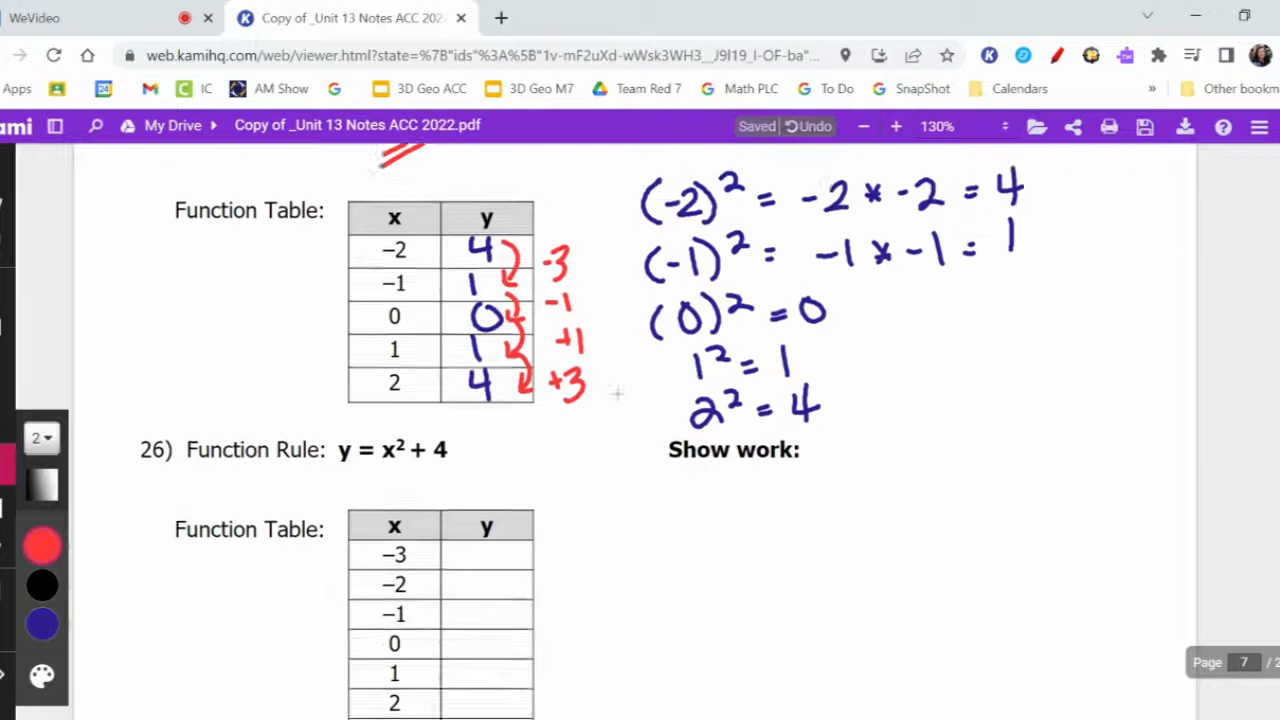 WeVideo
Copy of _Unit 13 Notes ACC 202
web.kamihq.com/web/viewer.html?state=%7B"ids"%3A%5B"1v-mF2uXd-wWsk3WH3__J9I19_I-OF-ba"...
Apps 24 M C IC AM Show G 3D Geo ACC 3D Geo M7 Team Red 7 G Math PLC G To Do G SnapShot Calendars » Other bookm
ami My Drive Copy of _Unit 13 Notes ACC 2022.pdf Saved Undo − + 130%
Function Table:
x y
−2 4
−1 1
0 0
1 1
2 4
-3
-1
+1
+3
(-2)² = -2 * -2 = 4
(-1)² = -1 * -1 = 1
(0)² = 0
1² = 1
2² = 4
2
26) Function Rule: y = x² + 4 Show work:
Function Table:
x y
−3
−2
−1
0
1
2
Page 7 / 2